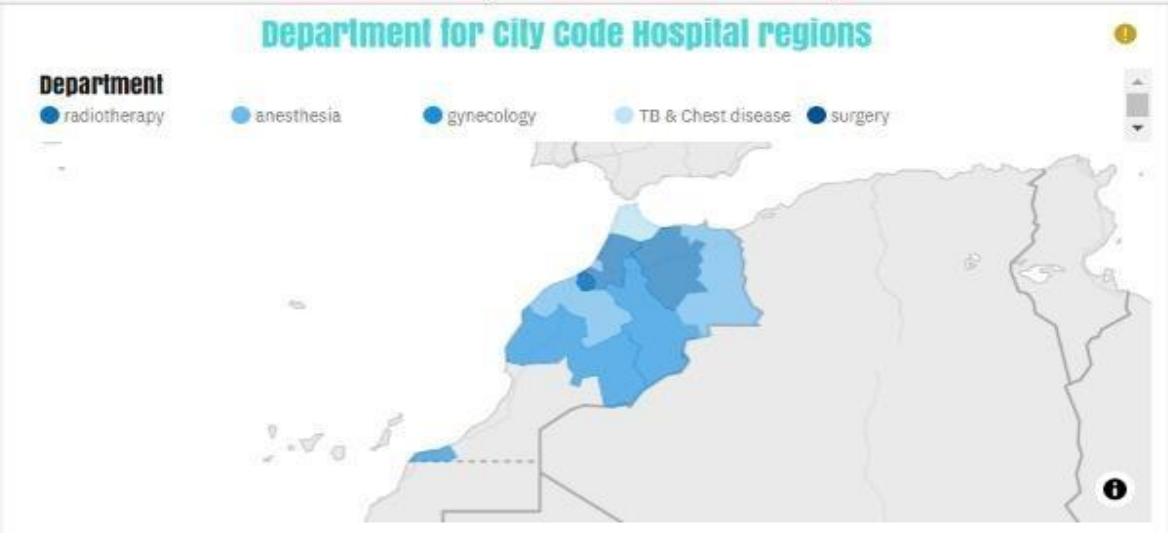 Department for City Code Hospital regions
Department
radiotherapy anesthesia gynecology TB & Chest disease surgery